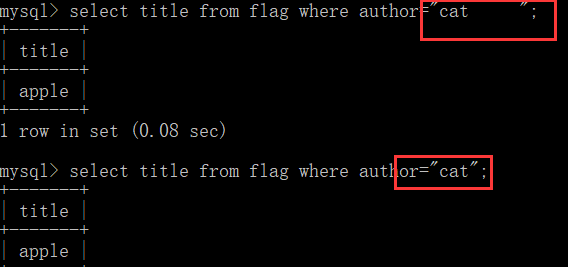 mysql> select title from flag where author="cat      ";
+-------+
| title |
+-------+
| apple |
+-------+
1 row in set (0.08 sec)
mysql> select title from flag where author="cat";
+-------+
| title |
+-------+
| apple |